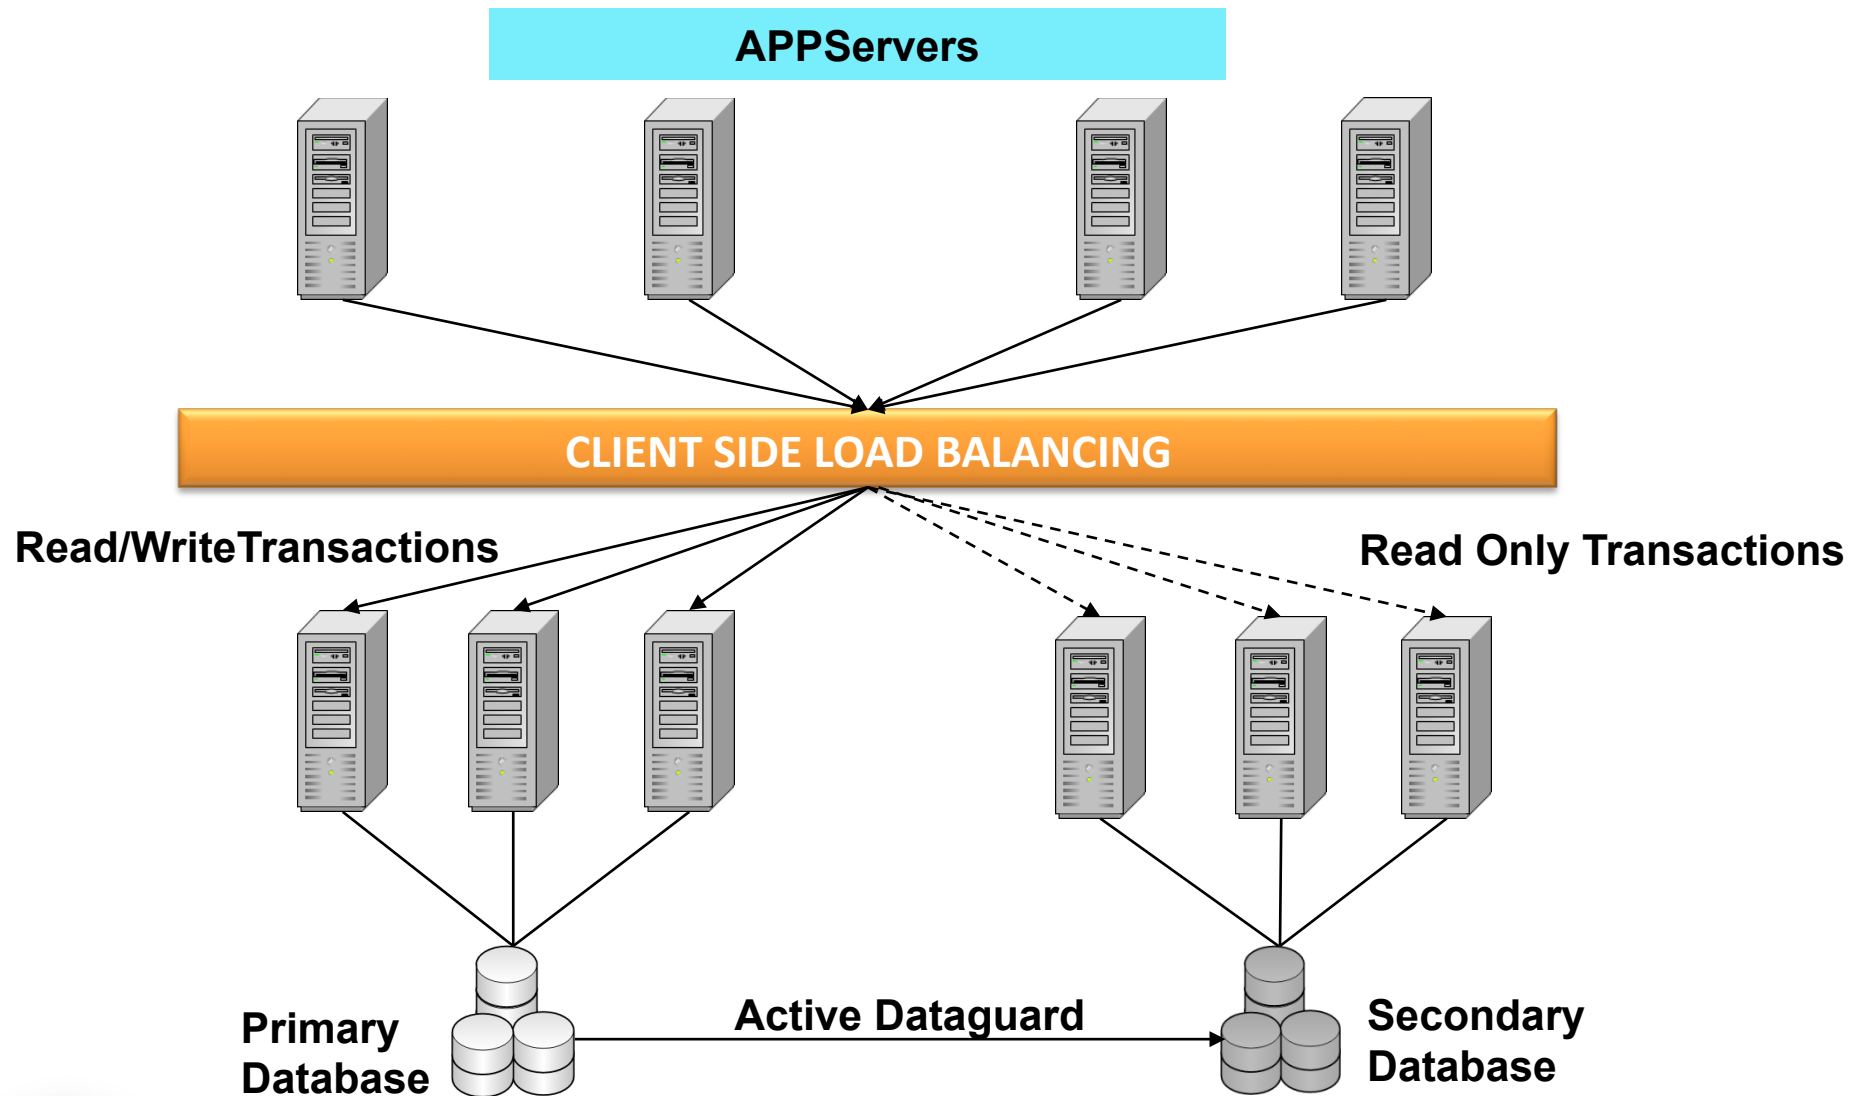 APPServers
CLIENT SIDE LOAD BALANCING
Read/WriteTransactions
Read Only Transactions
Primary
Database
Active Dataguard
Secondary
Database